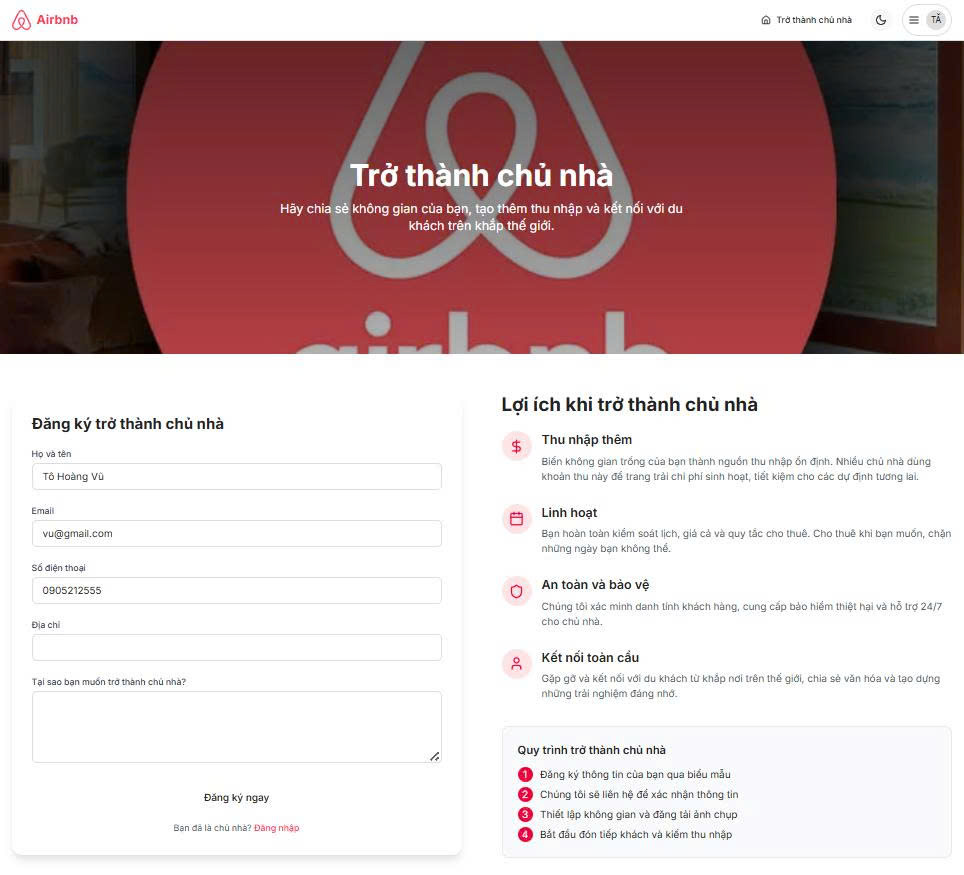 Airbnb
Trở thành chủ nhà
TĂ
Trở thành chủ nhà
Hãy chia sẻ không gian của bạn, tạo thêm thu nhập và kết nối với du
khách trên khắp thế giới.
airbnb
Đăng ký trở thành chủ nhà
Họ và tên
Tô Hoàng Vũ
Email
vu@gmail.com
Số điện thoại
0905212555
Địa chỉ
Tại sao bạn muốn trở thành chủ nhà?
Đăng ký ngay
Bạn đã là chủ nhà? Đăng nhập
Lợi ích khi trở thành chủ nhà
Thu nhập thêm
Biến không gian trống của bạn thành nguồn thu nhập ổn định. Nhiều chủ nhà dùng
khoản thu này để trang trải chi phí sinh hoạt, tiết kiệm cho các dự định tương lai.
Linh hoạt
Bạn hoàn toàn kiểm soát lịch, giá cả và quy tắc cho thuê. Cho thuê khi bạn muốn, chặn
những ngày bạn không thể.
An toàn và bảo vệ
Chúng tôi xác minh danh tính khách hàng, cung cấp bảo hiểm thiệt hại và hỗ trợ 24/7
cho chủ nhà.
Kết nối toàn cầu
Gặp gỡ và kết nối với du khách từ khắp nơi trên thế giới, chia sẻ văn hóa và tạo dựng
những trải nghiệm đáng nhớ.
Quy trình trở thành chủ nhà
1 Đăng ký thông tin của bạn qua biểu mẫu
2 Chúng tôi sẽ liên hệ để xác nhận thông tin
3 Thiết lập không gian và đăng tải ảnh chụp
4 Bắt đầu đón tiếp khách và kiếm thu nhập